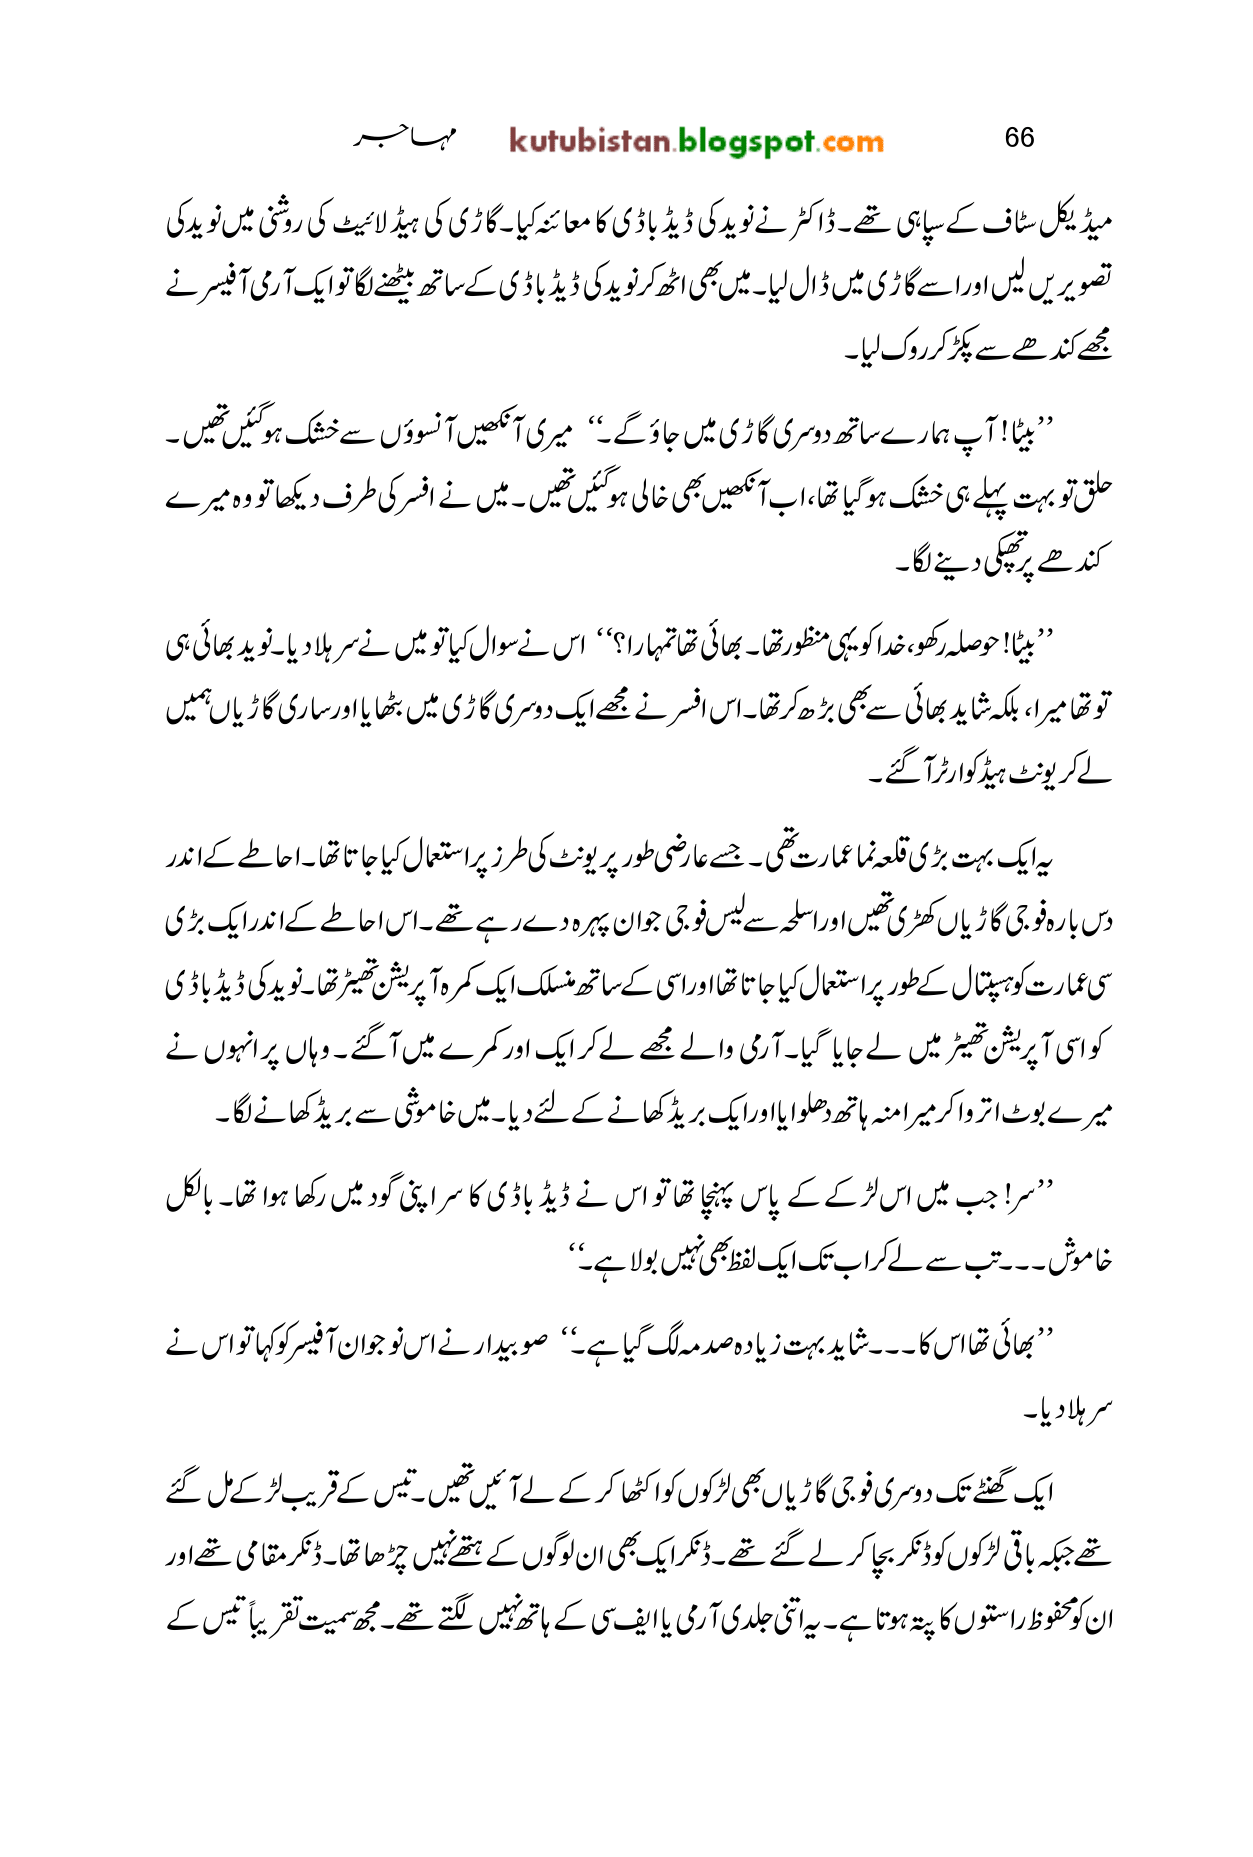 66 kutubistan.blogspot.com مہاجر
میڈیکل سٹاف کے سپاہی تھے۔ ڈاکٹر نے نوید کی ڈیڈ باڈی کا معائنہ کیا۔ گاڑی کی ہیڈ لائیٹ کی روشنی میں نوید کی
تصویریں لیں اور اسے گاڑی میں ڈال لیا۔ میں بھی اٹھ کر نوید کی ڈیڈ باڈی کے ساتھ بیٹھنے لگا تو ایک آرمی آفیسر نے
مجھے کندھے سے پکڑ کر روک لیا۔
’’بیٹا! آپ ہمارے ساتھ دوسری گاڑی میں جاؤ گے۔‘‘ میری آنکھیں آنسوؤں سے خشک ہو گئیں تھیں۔
حلق تو بہت پہلے ہی خشک ہو گیا تھا، اب آنکھیں بھی خالی ہو گئیں تھیں۔ میں نے افسر کی طرف دیکھا تو وہ میرے
کندھے پر تھپکی دینے لگا۔
’’بیٹا! حوصلہ رکھو، خدا کو یہی منظور تھا۔ بھائی تھا تمہارا؟‘‘ اس نے سوال کیا تو میں نے سر ہلا دیا۔ نوید بھائی ہی
تو تھا میرا، بلکہ شاید بھائی سے بھی بڑھ کر تھا۔ اس افسر نے مجھے ایک دوسری گاڑی میں بٹھایا اور ساری گاڑیاں ہمیں
لے کر یونٹ ہیڈ کوارٹر آ گئے۔
یہ ایک بہت بڑی قلعہ نما عمارت تھی۔ جسے عارضی طور پر یونٹ کی طرز پر استعمال کیا جاتا تھا۔ احاطے کے اندر
دس بارہ فوجی گاڑیاں کھڑی تھیں اور اسلحہ سے لیس فوجی جوان پہرہ دے رہے تھے۔ اس احاطے کے اندر ایک بڑی
سی عمارت کو ہسپتال کے طور پر استعمال کیا جاتا تھا اور اسی کے ساتھ منسلک ایک کمرہ آپریشن تھیٹر تھا۔ نوید کی ڈیڈ باڈی
کو اسی آپریشن تھیٹر میں لے جایا گیا۔ آرمی والے مجھے لے کر ایک اور کمرے میں آ گئے۔ وہاں پر انہوں نے
میرے بوٹ اتروا کر میرا منہ ہاتھ دھلوایا اور ایک بریڈ کھانے کے لئے دیا۔ میں خاموشی سے بریڈ کھانے لگا۔
’’سر! جب میں اس لڑکے کے پاس پہنچا تھا تو اس نے ڈیڈ باڈی کا سر اپنی گود میں رکھا ہوا تھا۔ بالکل
خاموش۔۔۔ تب سے لے کر اب تک ایک لفظ بھی نہیں بولا ہے۔‘‘
’’بھائی تھا اس کا۔۔۔ شاید بہت زیادہ صدمہ لگ گیا ہے۔‘‘ صوبیدار نے اس نوجوان آفیسر کو کہا تو اس نے
سر ہلا دیا۔
ایک گھنٹے تک دوسری فوجی گاڑیاں بھی لڑکوں کو اکٹھا کر کے لے آئیں تھیں۔ تیس کے قریب لڑکے مل گئے
تھے جبکہ باقی لڑکوں کو ڈنکر بچا کر لے گئے تھے۔ ڈنکر ایک بھی ان لوگوں کے ہتھے نہیں چڑھا تھا۔ ڈنکر مقامی تھے اور
ان کو محفوظ راستوں کا پتہ ہوتا ہے۔ یہ اتنی جلدی آرمی یا ایف سی کے ہاتھ نہیں لگتے تھے۔ مجھ سمیت تقریباً تیس کے